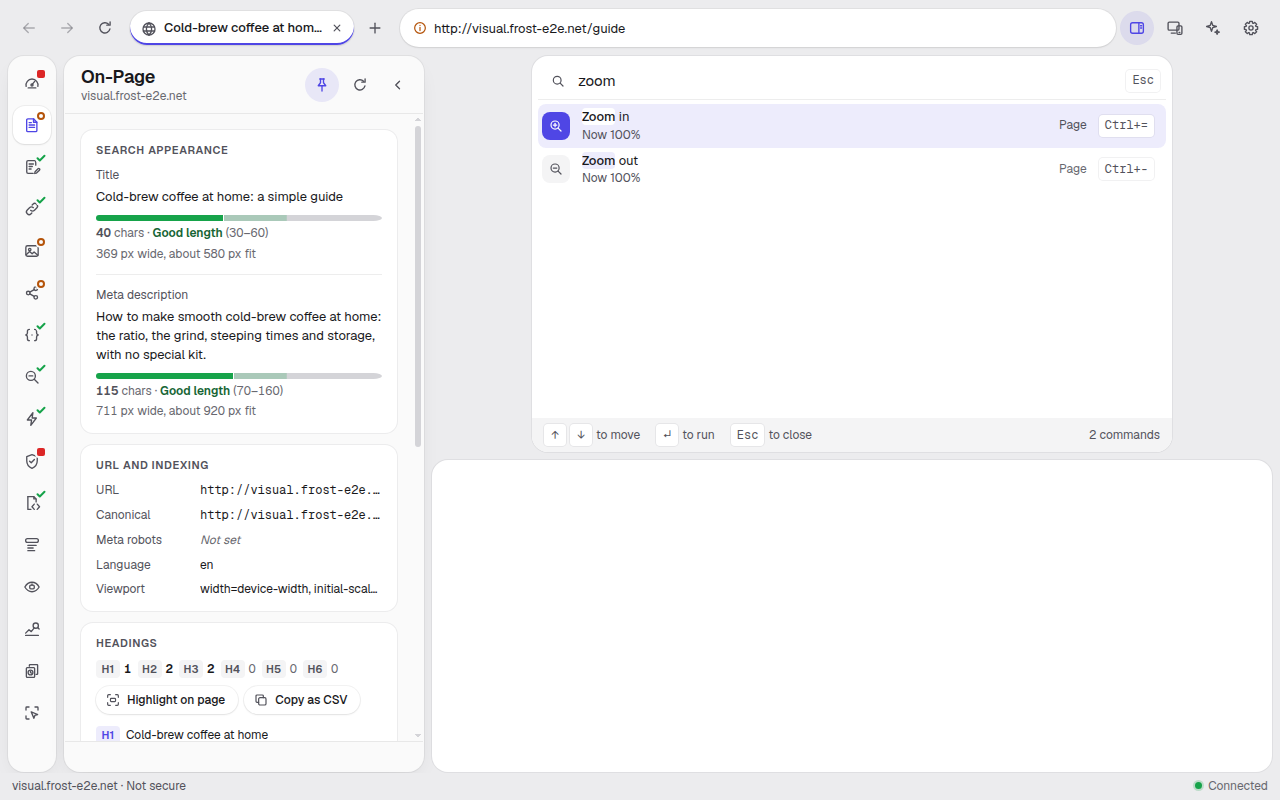 Cold-brew coffee at hom…
http://visual.frost-e2e.net/guide
On-Page
visual.frost-e2e.net
SEARCH APPEARANCE
Title
Cold-brew coffee at home: a simple guide
40 chars · Good length (30–60)
369 px wide, about 580 px fit
Meta description
How to make smooth cold-brew coffee at home:
the ratio, the grind, steeping times and storage,
with no special kit.
115 chars · Good length (70–160)
711 px wide, about 920 px fit
URL AND INDEXING
URL http://visual.frost-e2e.…
Canonical http://visual.frost-e2e.…
Meta robots Not set
Language en
Viewport width=device-width, initial-scal…
HEADINGS
H1 1 H2 2 H3 2 H4 0 H5 0 H6 0
Highlight on page Copy as CSV
H1 Cold-brew coffee at home
zoom Esc
Zoom in
Now 100%
Page Ctrl+=
Zoom out
Now 100%
Page Ctrl+-
↑ ↓ to move ↵ to run Esc to close 2 commands
visual.frost-e2e.net · Not secure
Connected